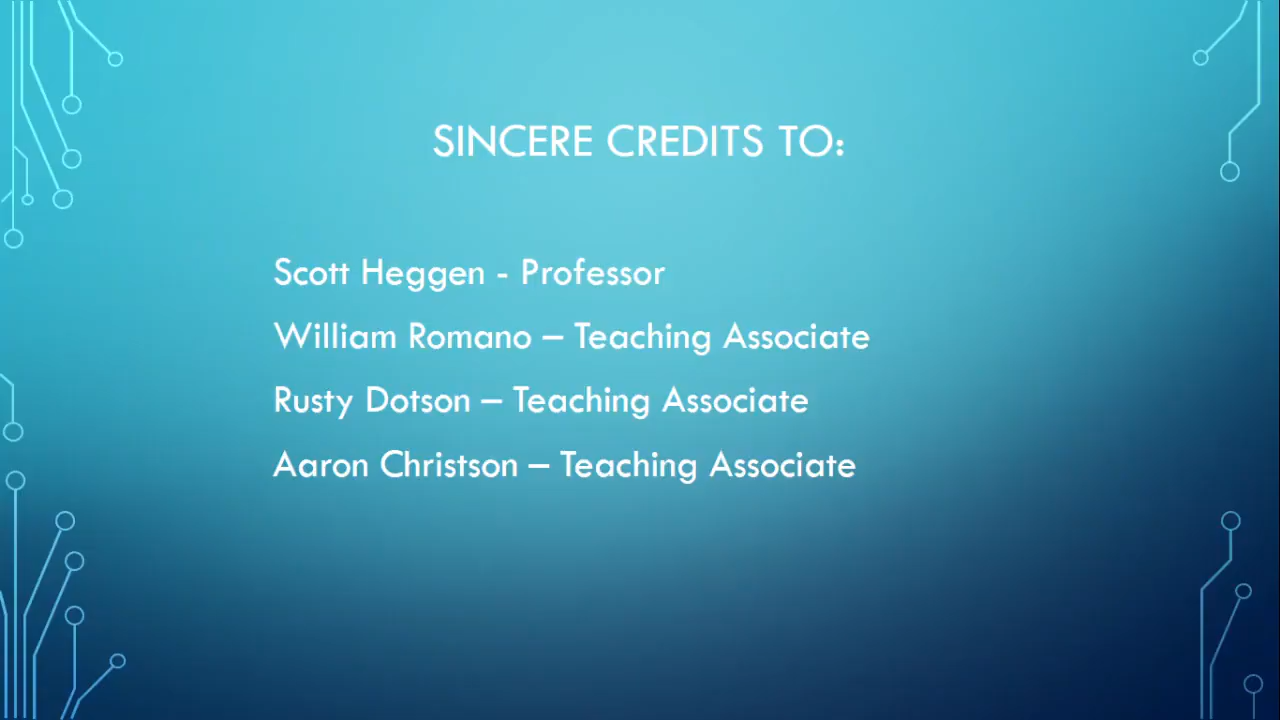 SINCERE CREDITS TO:
Scott Heggen - Professor
William Romano – Teaching Associate
Rusty Dotson – Teaching Associate
Aaron Christson – Teaching Associate